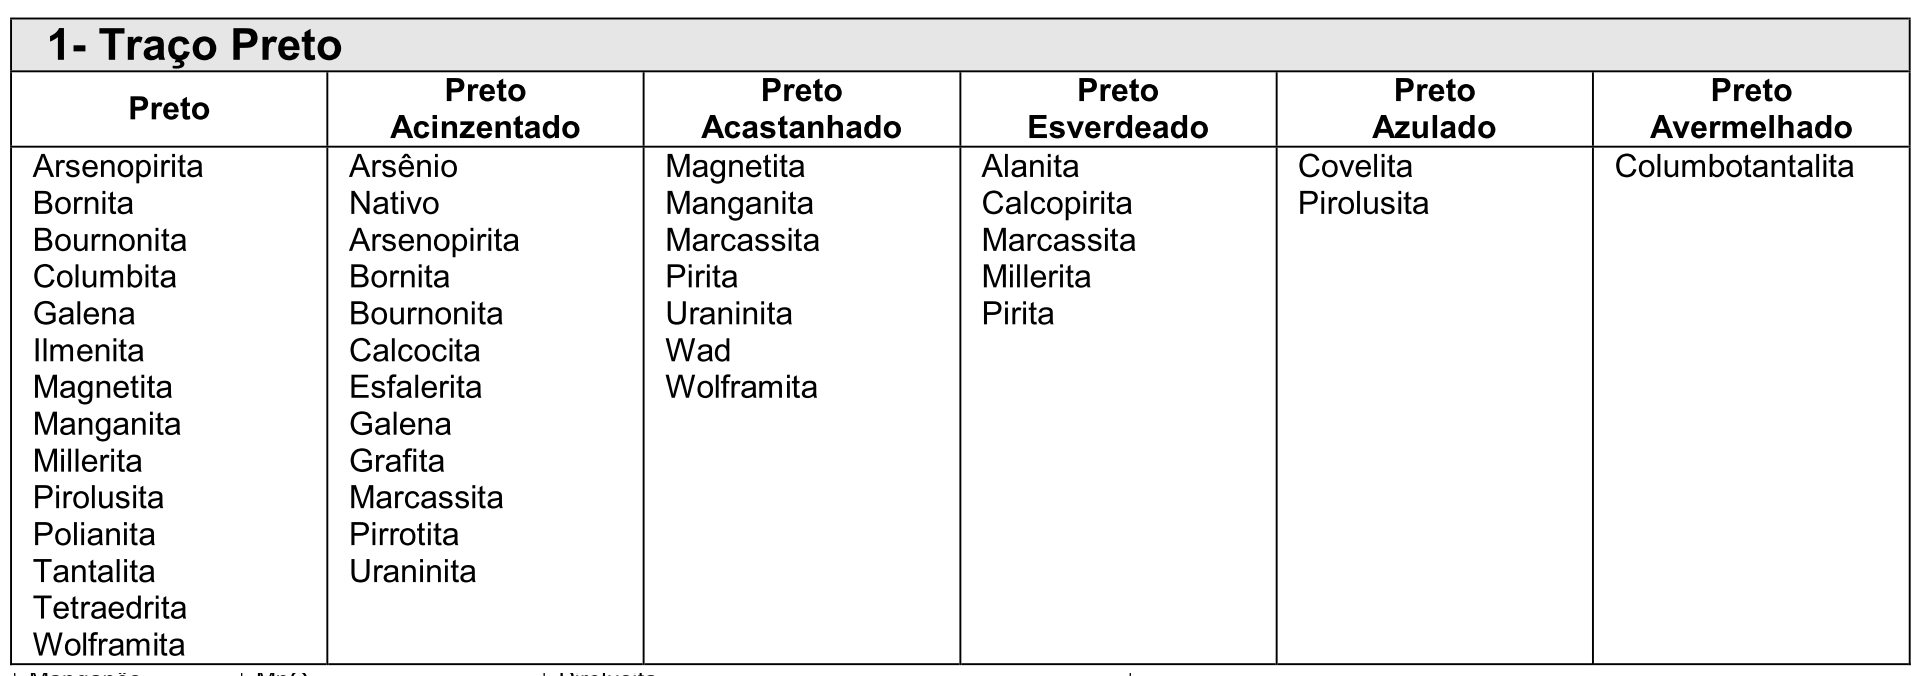 1- Traço Preto
Preto
Preto
Acinzentado
Preto
Acastanhado
Preto
Esverdeado
Preto
Azulado
Preto
Avermelhado
Arsenopirita
Bornita
Bournonita
Columbita
Galena
Ilmenita
Magnetita
Manganita
Millerita
Pirolusita
Polianita
Tantalita
Tetraedrita
Wolframita
Arsênio
Nativo
Arsenopirita
Bornita
Bournonita
Calcocita
Esfalerita
Galena
Grafita
Marcassita
Pirrotita
Uraninita
Magnetita
Manganita
Marcassita
Pirita
Uraninita
Wad
Wolframita
Alanita
Calcopirita
Marcassita
Millerita
Pirita
Covelita
Pirolusita
Columbotantalita